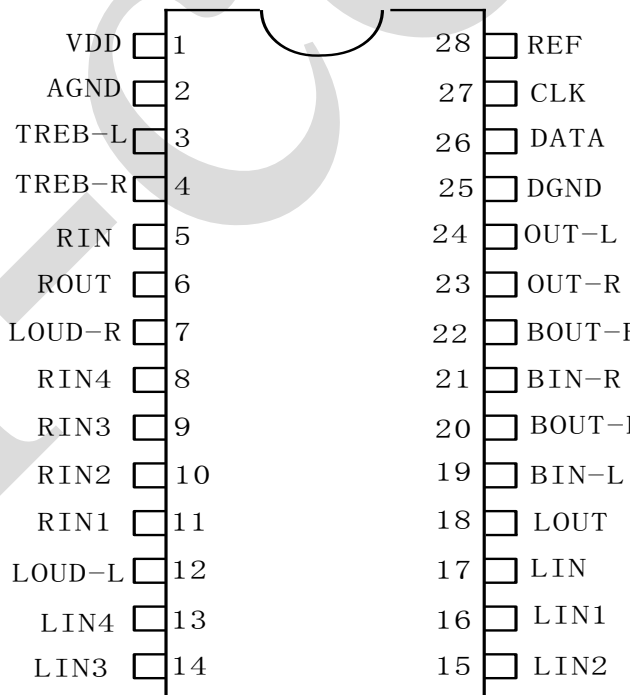 VDD 1 28 REF
AGND 2 27 CLK
TREB-L 3 26 DATA
TREB-R 4 25 DGND
RIN 5 24 OUT-L
ROUT 6 23 OUT-R
LOUD-R 7 22
RIN4 8 21 BIN-R
RIN3 9 20
RIN2 10 19 BIN-L
RIN1 11 18 LOUT
LOUD-L 12 17 LIN
LIN4 13 16 LIN1
LIN3 14 15 LIN2